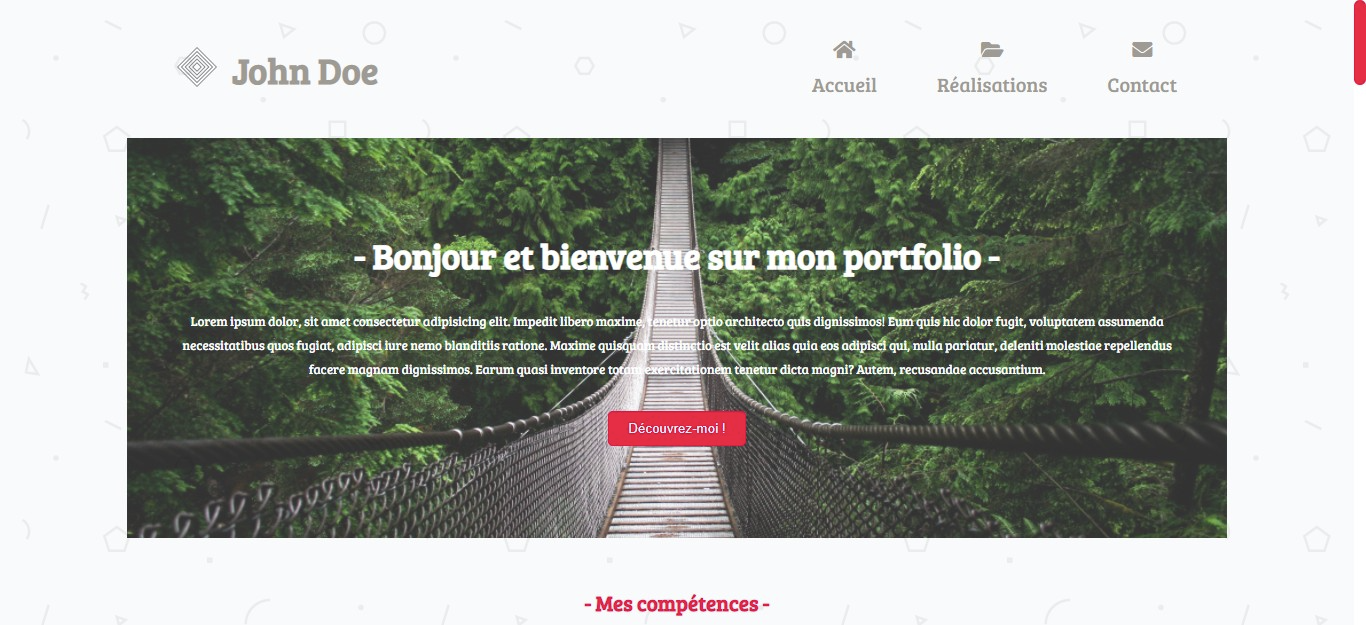 John Doe
Accueil
Réalisations
Contact
- Bonjour et bienvenue sur mon portfolio -
Lorem ipsum dolor, sit amet consectetur adipisicing elit. Impedit libero maxime, tenetur optio architecto quis dignissimos! Eum quis hic dolor fugit, voluptatem assumenda
necessitatibus quos fugiat, adipisci iure nemo blanditiis ratione. Maxime quisquam distinctio est velit alias quia eos adipisci qui, nulla pariatur, deleniti molestiae repellendus
facere magnam dignissimos. Earum quasi inventore totam exercitationem tenetur dicta magni? Autem, recusandae accusantium.
Découvrez-moi !
- Mes compétences -